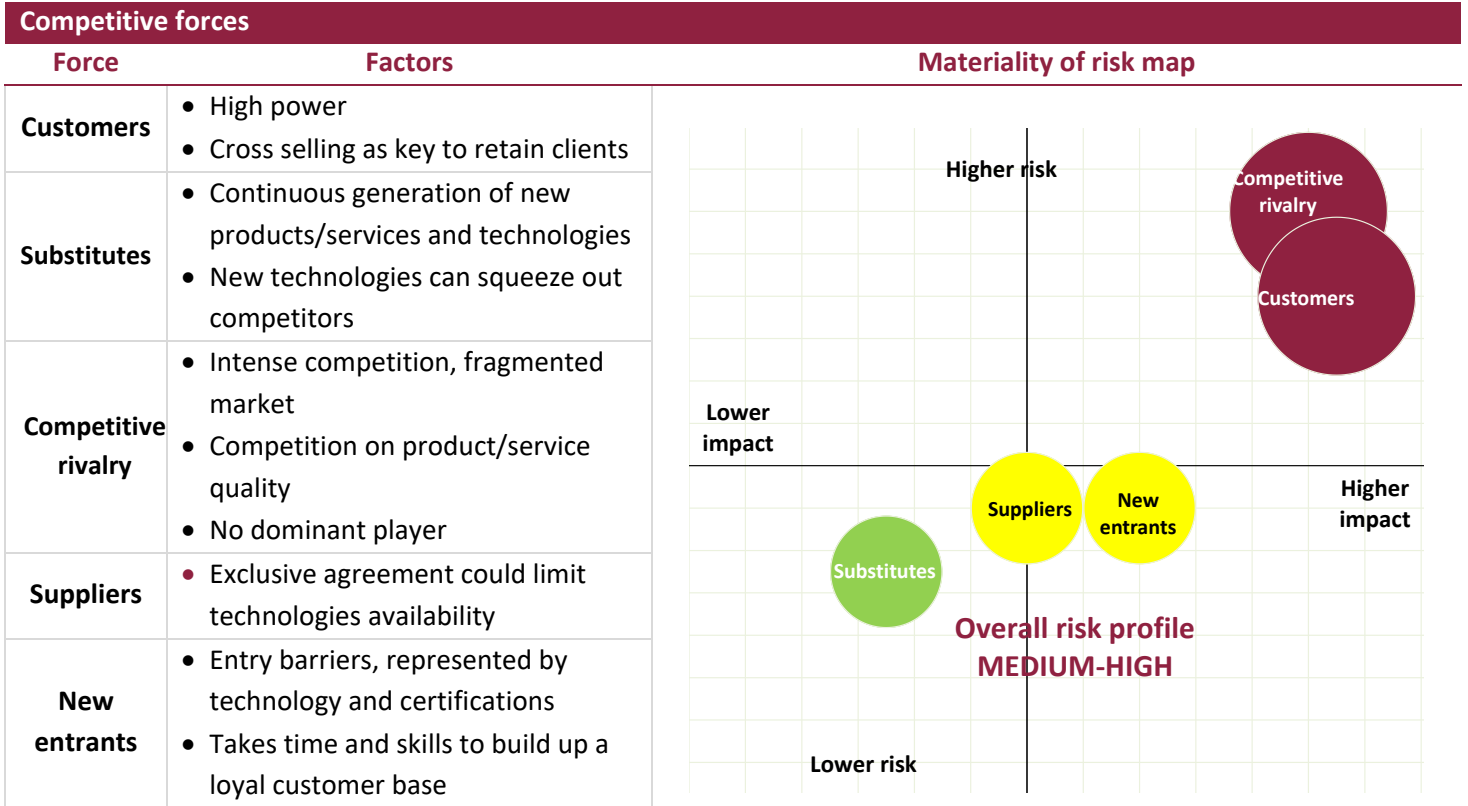 Competitive forces
Force
Factors
Materiality of risk map
Customers
• High power
• Cross selling as key to retain clients
Substitutes
• Continuous generation of new
products/services and technologies
• New technologies can squeeze out
competitors
Competitive
rivalry
• Intense competition, fragmented
market
• Competition on product/service
quality
• No dominant player
Suppliers
• Exclusive agreement could limit
technologies availability
New
entrants
• Entry barriers, represented by
technology and certifications
• Takes time and skills to build up a
loyal customer base
Higher risk
Competitive
rivalry
Customers
Lower
impact
Higher
impact
Suppliers
New
entrants
Substitutes
Overall risk profile
MEDIUM-HIGH
Lower risk